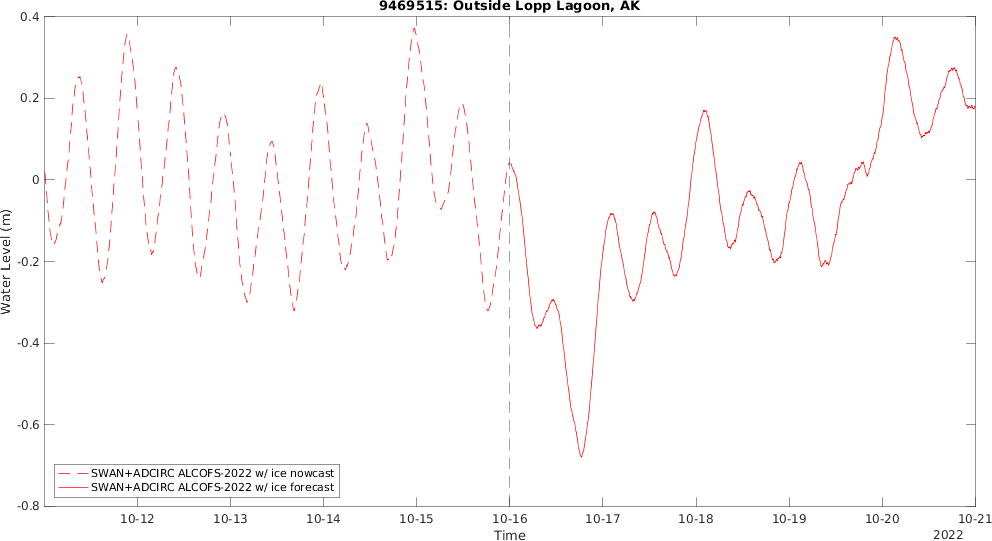 9469515: Outside Lopp Lagoon, AK
0.4
0.2
0
-0.2
-0.4
-0.6
-0.8
Water Level (m)
SWAN+ADCIRC ALCOFS-2022 w/ ice nowcast
SWAN+ADCIRC ALCOFS-2022 w/ ice forecast
10-12 10-13 10-14 10-15 10-16 10-17 10-18 10-19 10-20 10-21
Time
2022